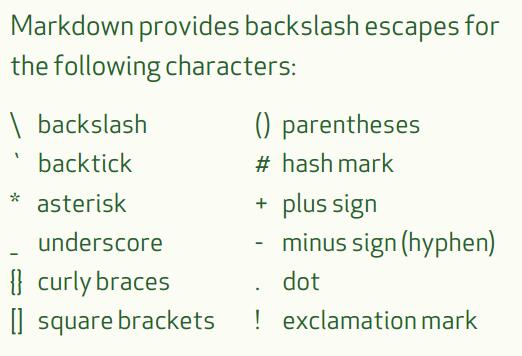 Markdown provides backslash escapes for
the following characters:
\ backslash
` backtick
* asterisk
_ underscore
{} curly braces
[] square brackets
() parentheses
# hash mark
+ plus sign
- minus sign (hyphen)
. dot
! exclamation mark